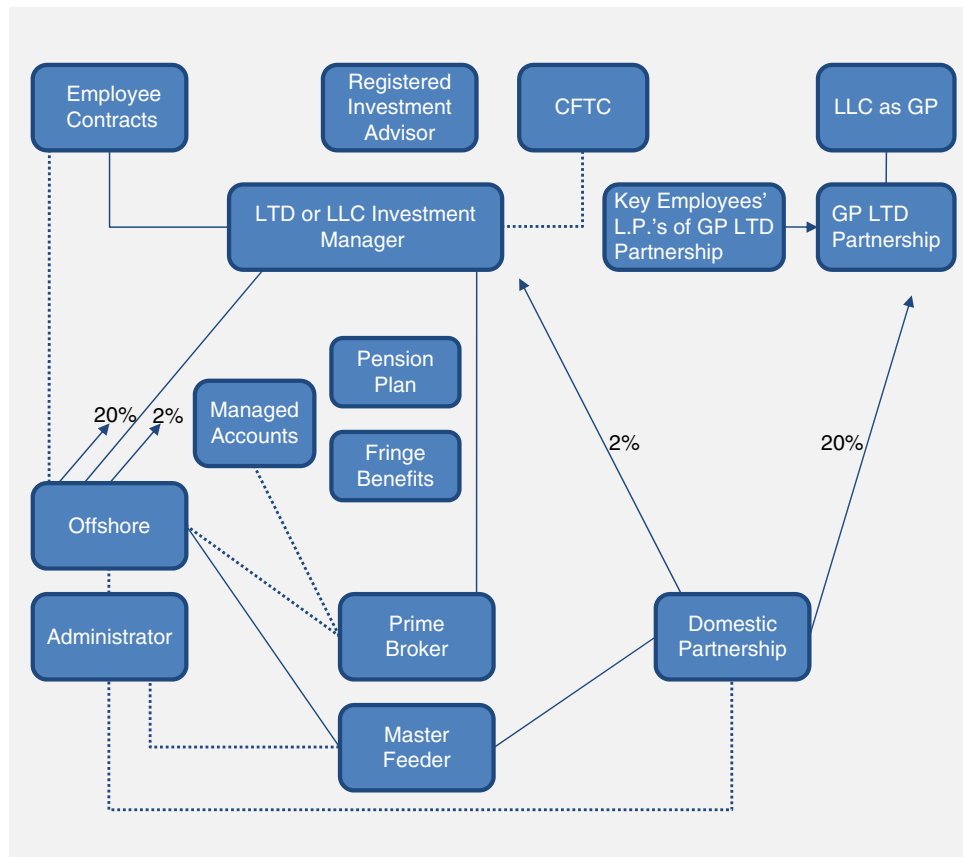 Employee
Contracts
Registered
Investment
Advisor
CFTC
LLC as GP
LTD or LLC Investment
Manager
Key Employees'
L.P.'s of GP LTD
Partnership
GP LTD
Partnership
Pension
Plan
Managed
Accounts
20%
2%
Fringe
Benefits
2%
20%
Offshore
Administrator
Prime
Broker
Domestic
Partnership
Master
Feeder